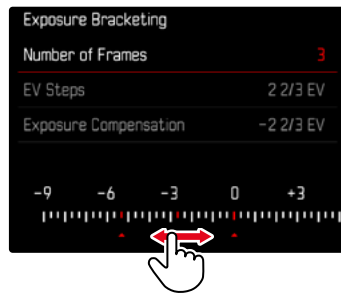 Exposure Bracketing
Number of Frames 3
EV Steps 2 2/3 EV
Exposure Compensation -2 2/3 EV
-9 -6 -3 0 +3